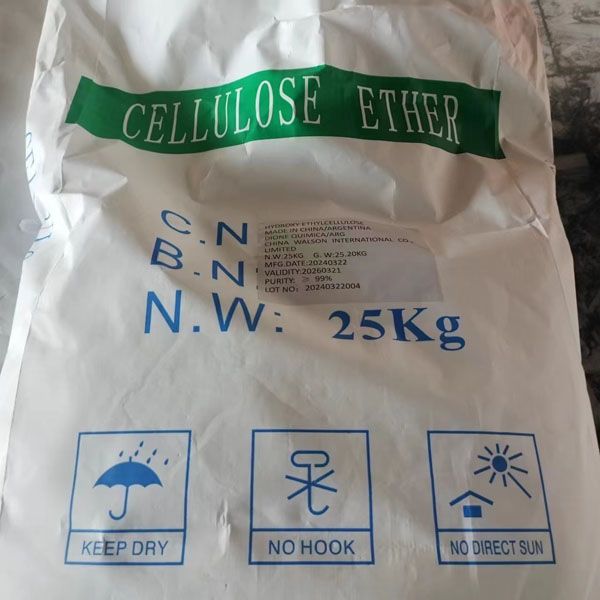 CELLULOSE ETHER
C.N
B.N:
HYDROXY ETHYLCELLULOSE
MADE IN CHINA/ARGENTINA
DIONE QUIMICA/ARG
CHINA WALSON INTERNATIONAL CO.,
LIMITED
N.W:25KG G. W:25.20KG
MFG.DATE:20240322
VALIDITY:20260321
PURITY: ≥ 99%
LOT NO: 20240322004
N.W: 25Kg
KEEP DRY
NO HOOK
NO DIRECT SUN